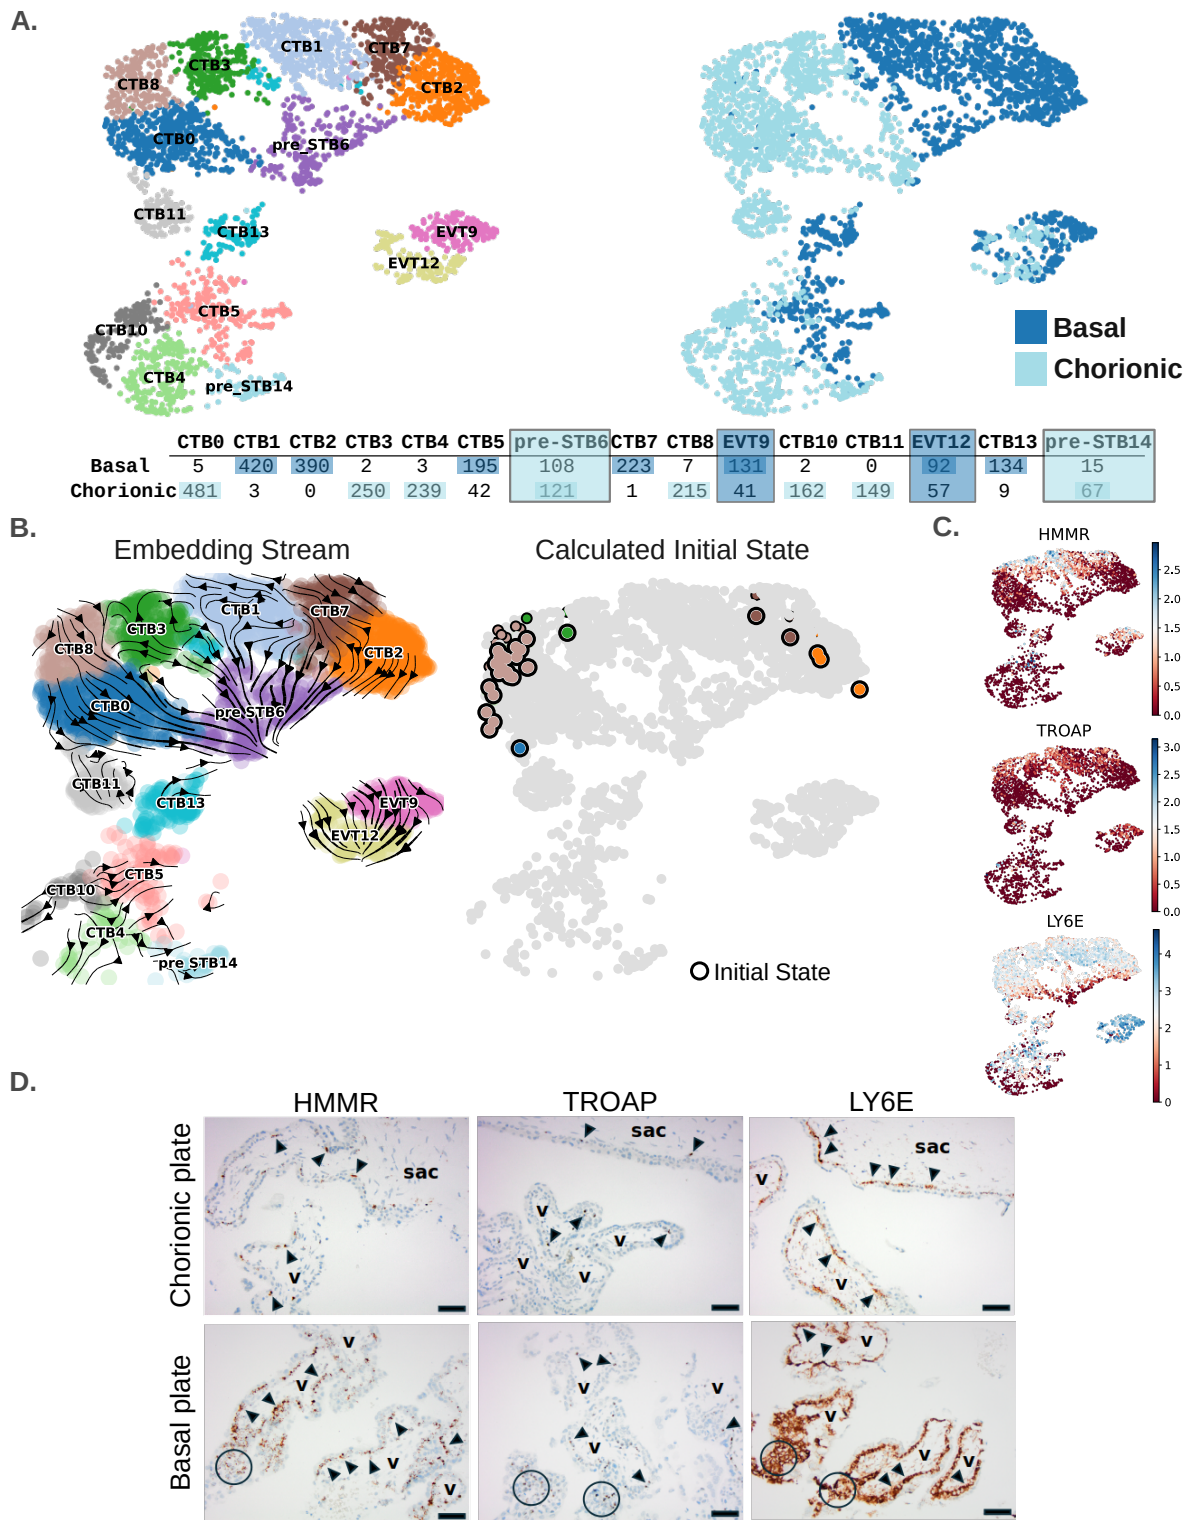 A.
CTB1
CTB7
CTB3
CTB8
CTB2
CTB0
pre_STB6
CTB11
CTB13
EVT9
EVT12
CTB5
CTB10
CTB4
pre_STB14
Basal
Chorionic
CTB0 CTB1 CTB2 CTB3 CTB4 CTB5 pre-STB6 CTB7 CTB8 EVT9 CTB10 CTB11 EVT12 CTB13 pre-STB14
Basal 5 420 390 2 3 195 108 223 7 131 2 0 92 134 15
Chorionic 481 3 0 250 239 42 121 1 215 41 162 149 57 9 67
B.
Embedding Stream
CTB1
CTB7
CTB3
CTB8
CTB2
CTB0
pre STB6
CTB11
CTB13
EVT9
EVT12
CTB5
CTB10
CTB4
pre STB14
Calculated Initial State
Initial State
C.
HMMR
2.5
2.0
1.5
1.0
0.5
0.0
TROAP
3.0
2.5
2.0
1.5
1.0
0.5
0.0
LY6E
4
3
2
1
0
D.
HMMR TROAP LY6E
Chorionic plate
sac
v
sac
v
v
v
v
sac
v
v
Basal plate
v
v
v
v
v
v
v
v
v
v
v